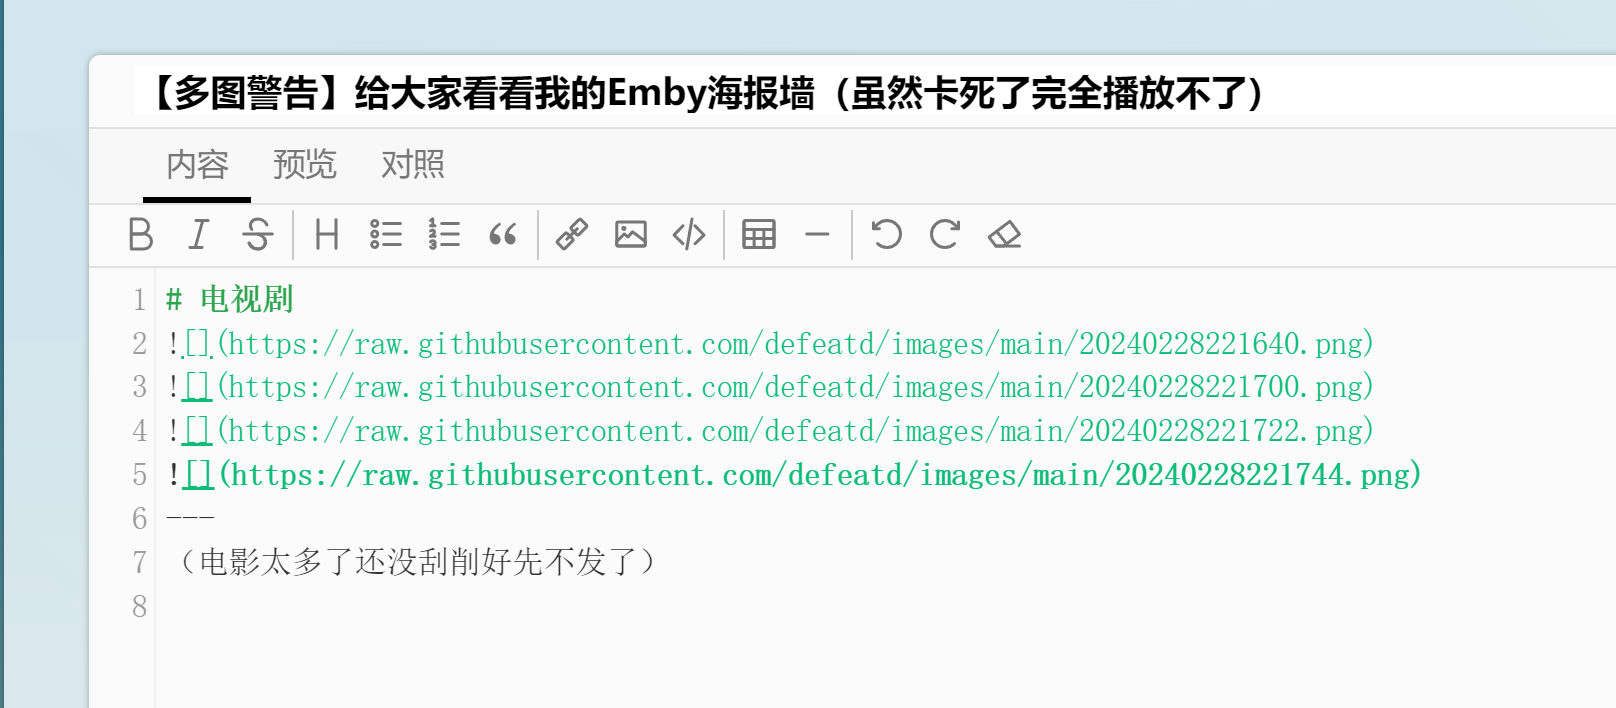 【多图警告】给大家看看我的Emby海报墙（虽然卡死了完全播放不了）
内容 预览 对照
B I S H 1 2 3 “
1 # 电视剧
2 ![](https://raw.githubusercontent.com/defeatd/images/main/20240228221640.png)
3 ![](https://raw.githubusercontent.com/defeatd/images/main/20240228221700.png)
4 ![](https://raw.githubusercontent.com/defeatd/images/main/20240228221722.png)
5 ![](https://raw.githubusercontent.com/defeatd/images/main/20240228221744.png)
6 ---
7 （电影太多了还没刮削好先不发了）
8